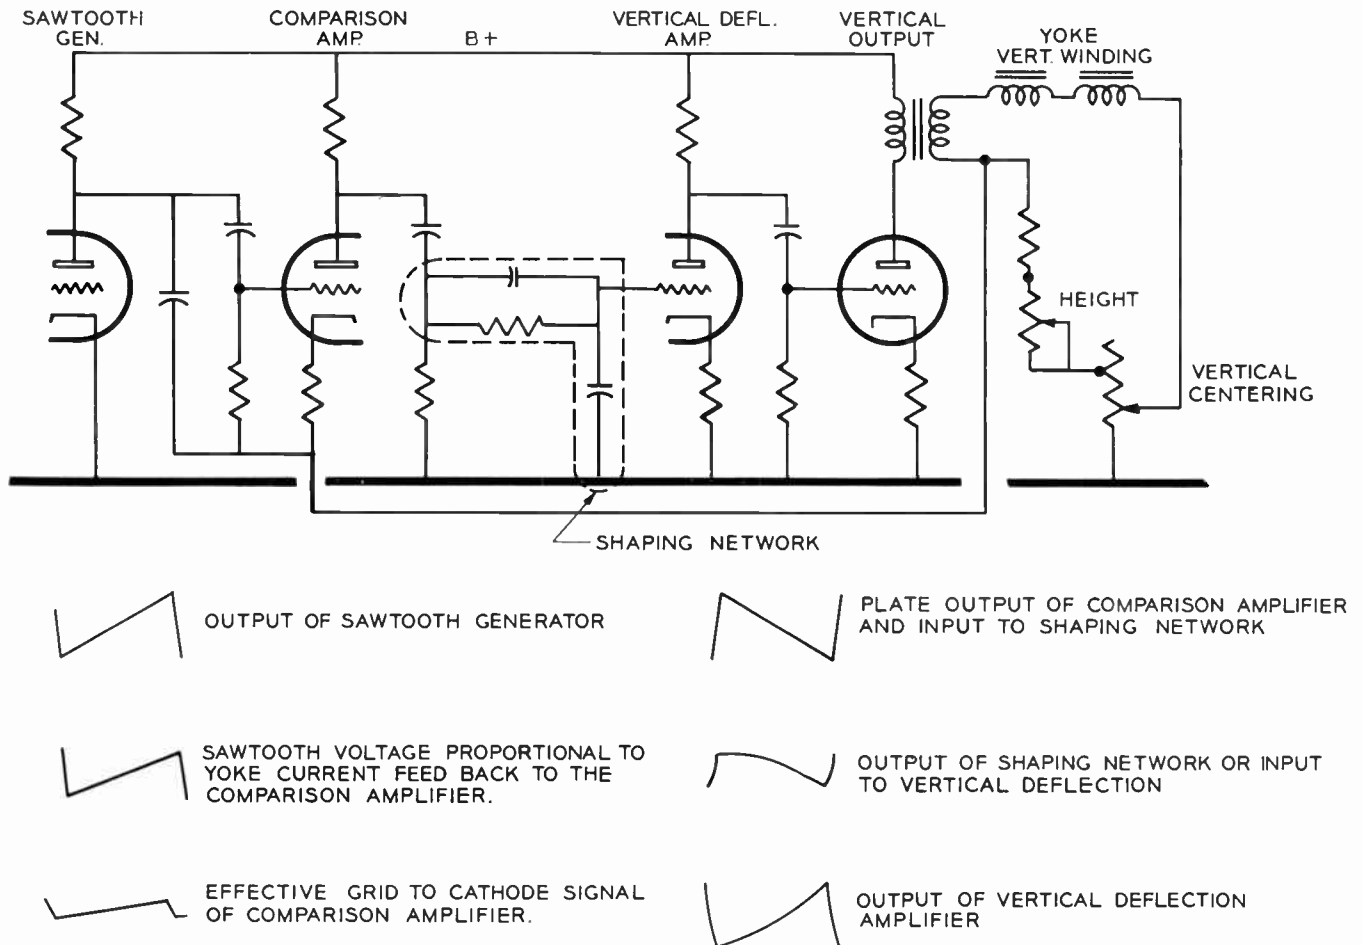 SAWTOOTH
GEN.
COMPARISON
AMP.
B+
VERTICAL DEFL.
AMP.
VERTICAL
OUTPUT
YOKE
VERT. WINDING
HEIGHT
VERTICAL
CENTERING
SHAPING NETWORK
OUTPUT OF SAWTOOTH GENERATOR
PLATE OUTPUT OF COMPARISON AMPLIFIER
AND INPUT TO SHAPING NETWORK
SAWTOOTH VOLTAGE PROPORTIONAL TO
YOKE CURRENT FEED BACK TO THE
COMPARISON AMPLIFIER.
OUTPUT OF SHAPING NETWORK OR INPUT
TO VERTICAL DEFLECTION
EFFECTIVE GRID TO CATHODE SIGNAL
OF COMPARISON AMPLIFIER.
OUTPUT OF VERTICAL DEFLECTION
AMPLIFIER